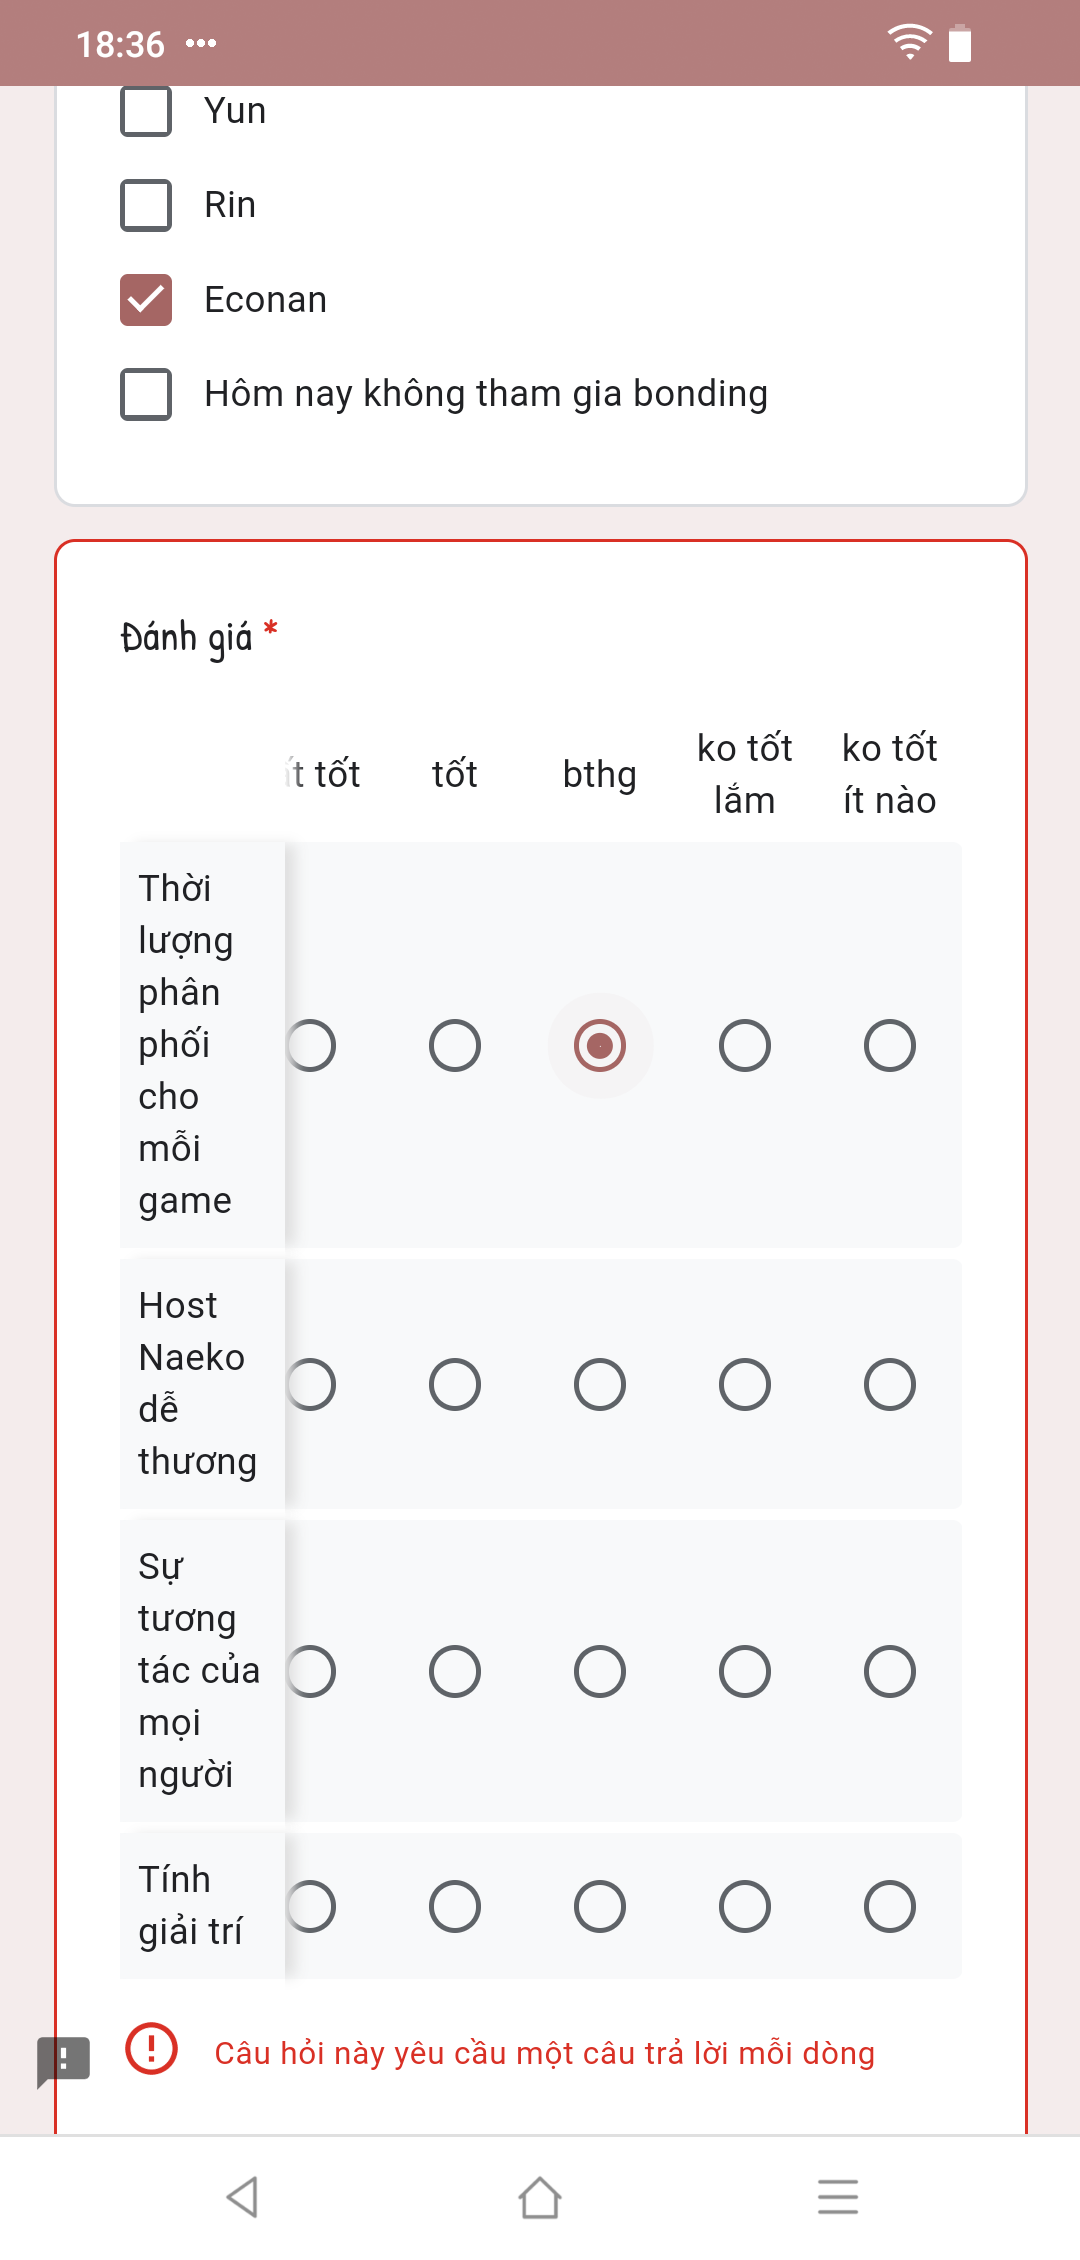 18:36
Yun
Rin
Econan
Hôm nay không tham gia bonding
Đánh giá *
tốt tốt bthg ko tốt lắm ko tốt ít nào
Thời
lượng
phân
phối
cho
mỗi
game
Host
Naeko
dễ
thương
Sự
tương
tác của
mọi
người
Tính
giải trí
Câu hỏi này yêu cầu một câu trả lời mỗi dòng